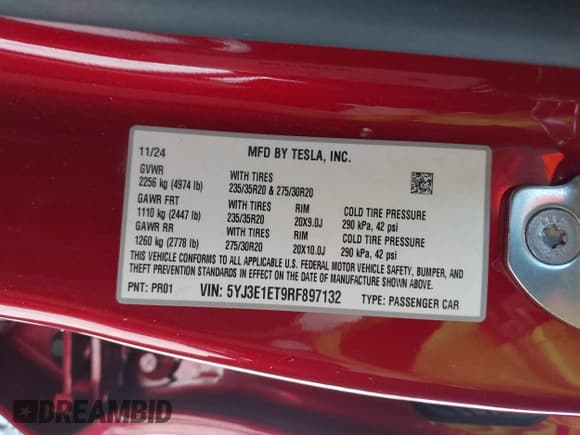 11/24 MFD BY TESLA, INC.
GVWR WITH TIRES
2256 kg (4974 lb) 235/35R20 & 275/30R20
GAWR FRT WITH TIRES RIM COLD TIRE PRESSURE
1110 kg (2447 lb) 235/35R20 20X9.0J 290 kPa, 42 psi
GAWR RR WITH TIRES RIM COLD TIRE PRESSURE
1260 kg (2778 lb) 275/30R20 20X10.0J 290 kPa, 42 psi
THIS VEHICLE CONFORMS TO ALL APPLICABLE U.S. FEDERAL MOTOR VEHICLE SAFETY, BUMPER, AND
THEFT PREVENTION STANDARDS IN EFFECT ON THE DATE OF MANUFACTURE SHOWN ABOVE.
PNT: PR01 VIN: 5YJ3E1ET9RF897132 TYPE: PASSENGER CAR
DREAMBID